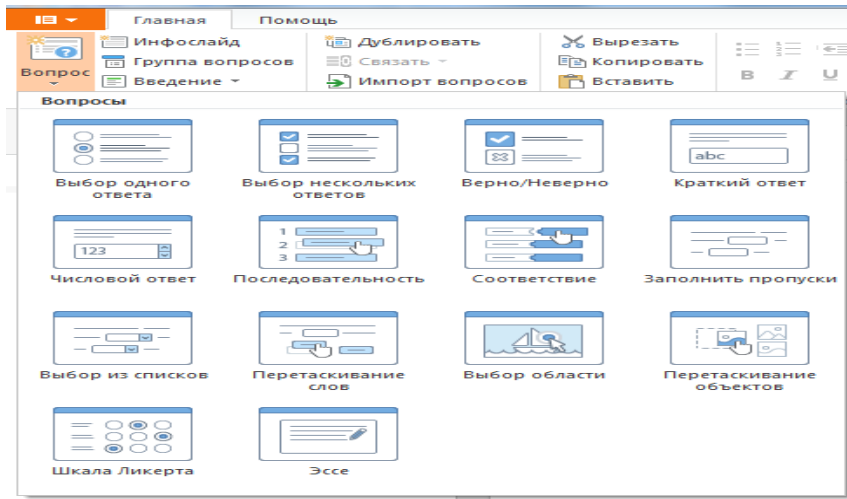 Главная Помощь
Инфослайд Дублировать Вырезать
Вопрос Группа вопросов Связать Копировать
Введение Импорт вопросов Вставить
B I U
Вопросы
abc
Выбор одного ответа
Выбор нескольких ответов
Верно/Неверно
Краткий ответ
123
1
2
3
Числовой ответ
Последовательность
Соответствие
Заполнить пропуски
Выбор из списков
Перетаскивание слов
Выбор области
Перетаскивание объектов
Шкала Ликерта
Эссе